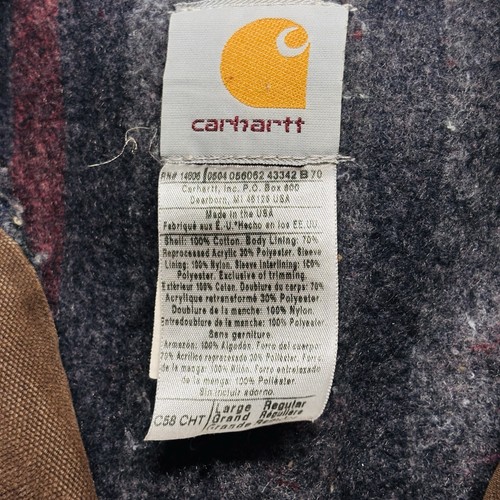 carhartt
RN# 14806 0504 056052 43342 B 70
Carhartt, Inc. P.O. Box 600
Dearborn, MI 48126 USA
Made in the USA
Fabriqué aux É.-U.*Hecho en los EE.UU.
Shell: 100% Cotton. Body Lining: 70%
Reprocessed Acrylic 30% Polyester. Sleeve
Lining: 100% Nylon. Sleeve Interlining: 100%
Polyester. Exclusive of trimming.
Extérieur 100% Coton. Doublure du corps: 70%
Acrylique retransformé 30% Polyester
Doublure de la manche: 100% Nylon
Entredoublure de la manche: 100% Polyester
Sans garniture
Armazón: 100% Algodón. Forro del cuerpo:
70% Acrílico reprocesado 30% Poliéster. Forro
de la manga: 100% Nilón. Forro entrelazado
de la manga: 100% Poliéster
Sin incluir adorno.
C58 CHT Large Regular
Grand Régulière
Grande Regular